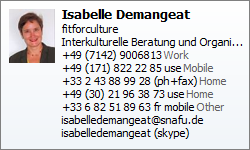 Isabelle Demangeat
fitforculture
Interkulturelle Beratung und Organi...
+49 (7142) 9006813 Work
+49 (171) 822 22 85 use Mobile
+33 2 43 88 99 28 (ph+fax) Home
+49 (30) 21 96 38 73 use Home
+33 6 82 51 89 63 fr mobile Other
isabelledemangeat@snafu.de
isabelledemangeat (skype)